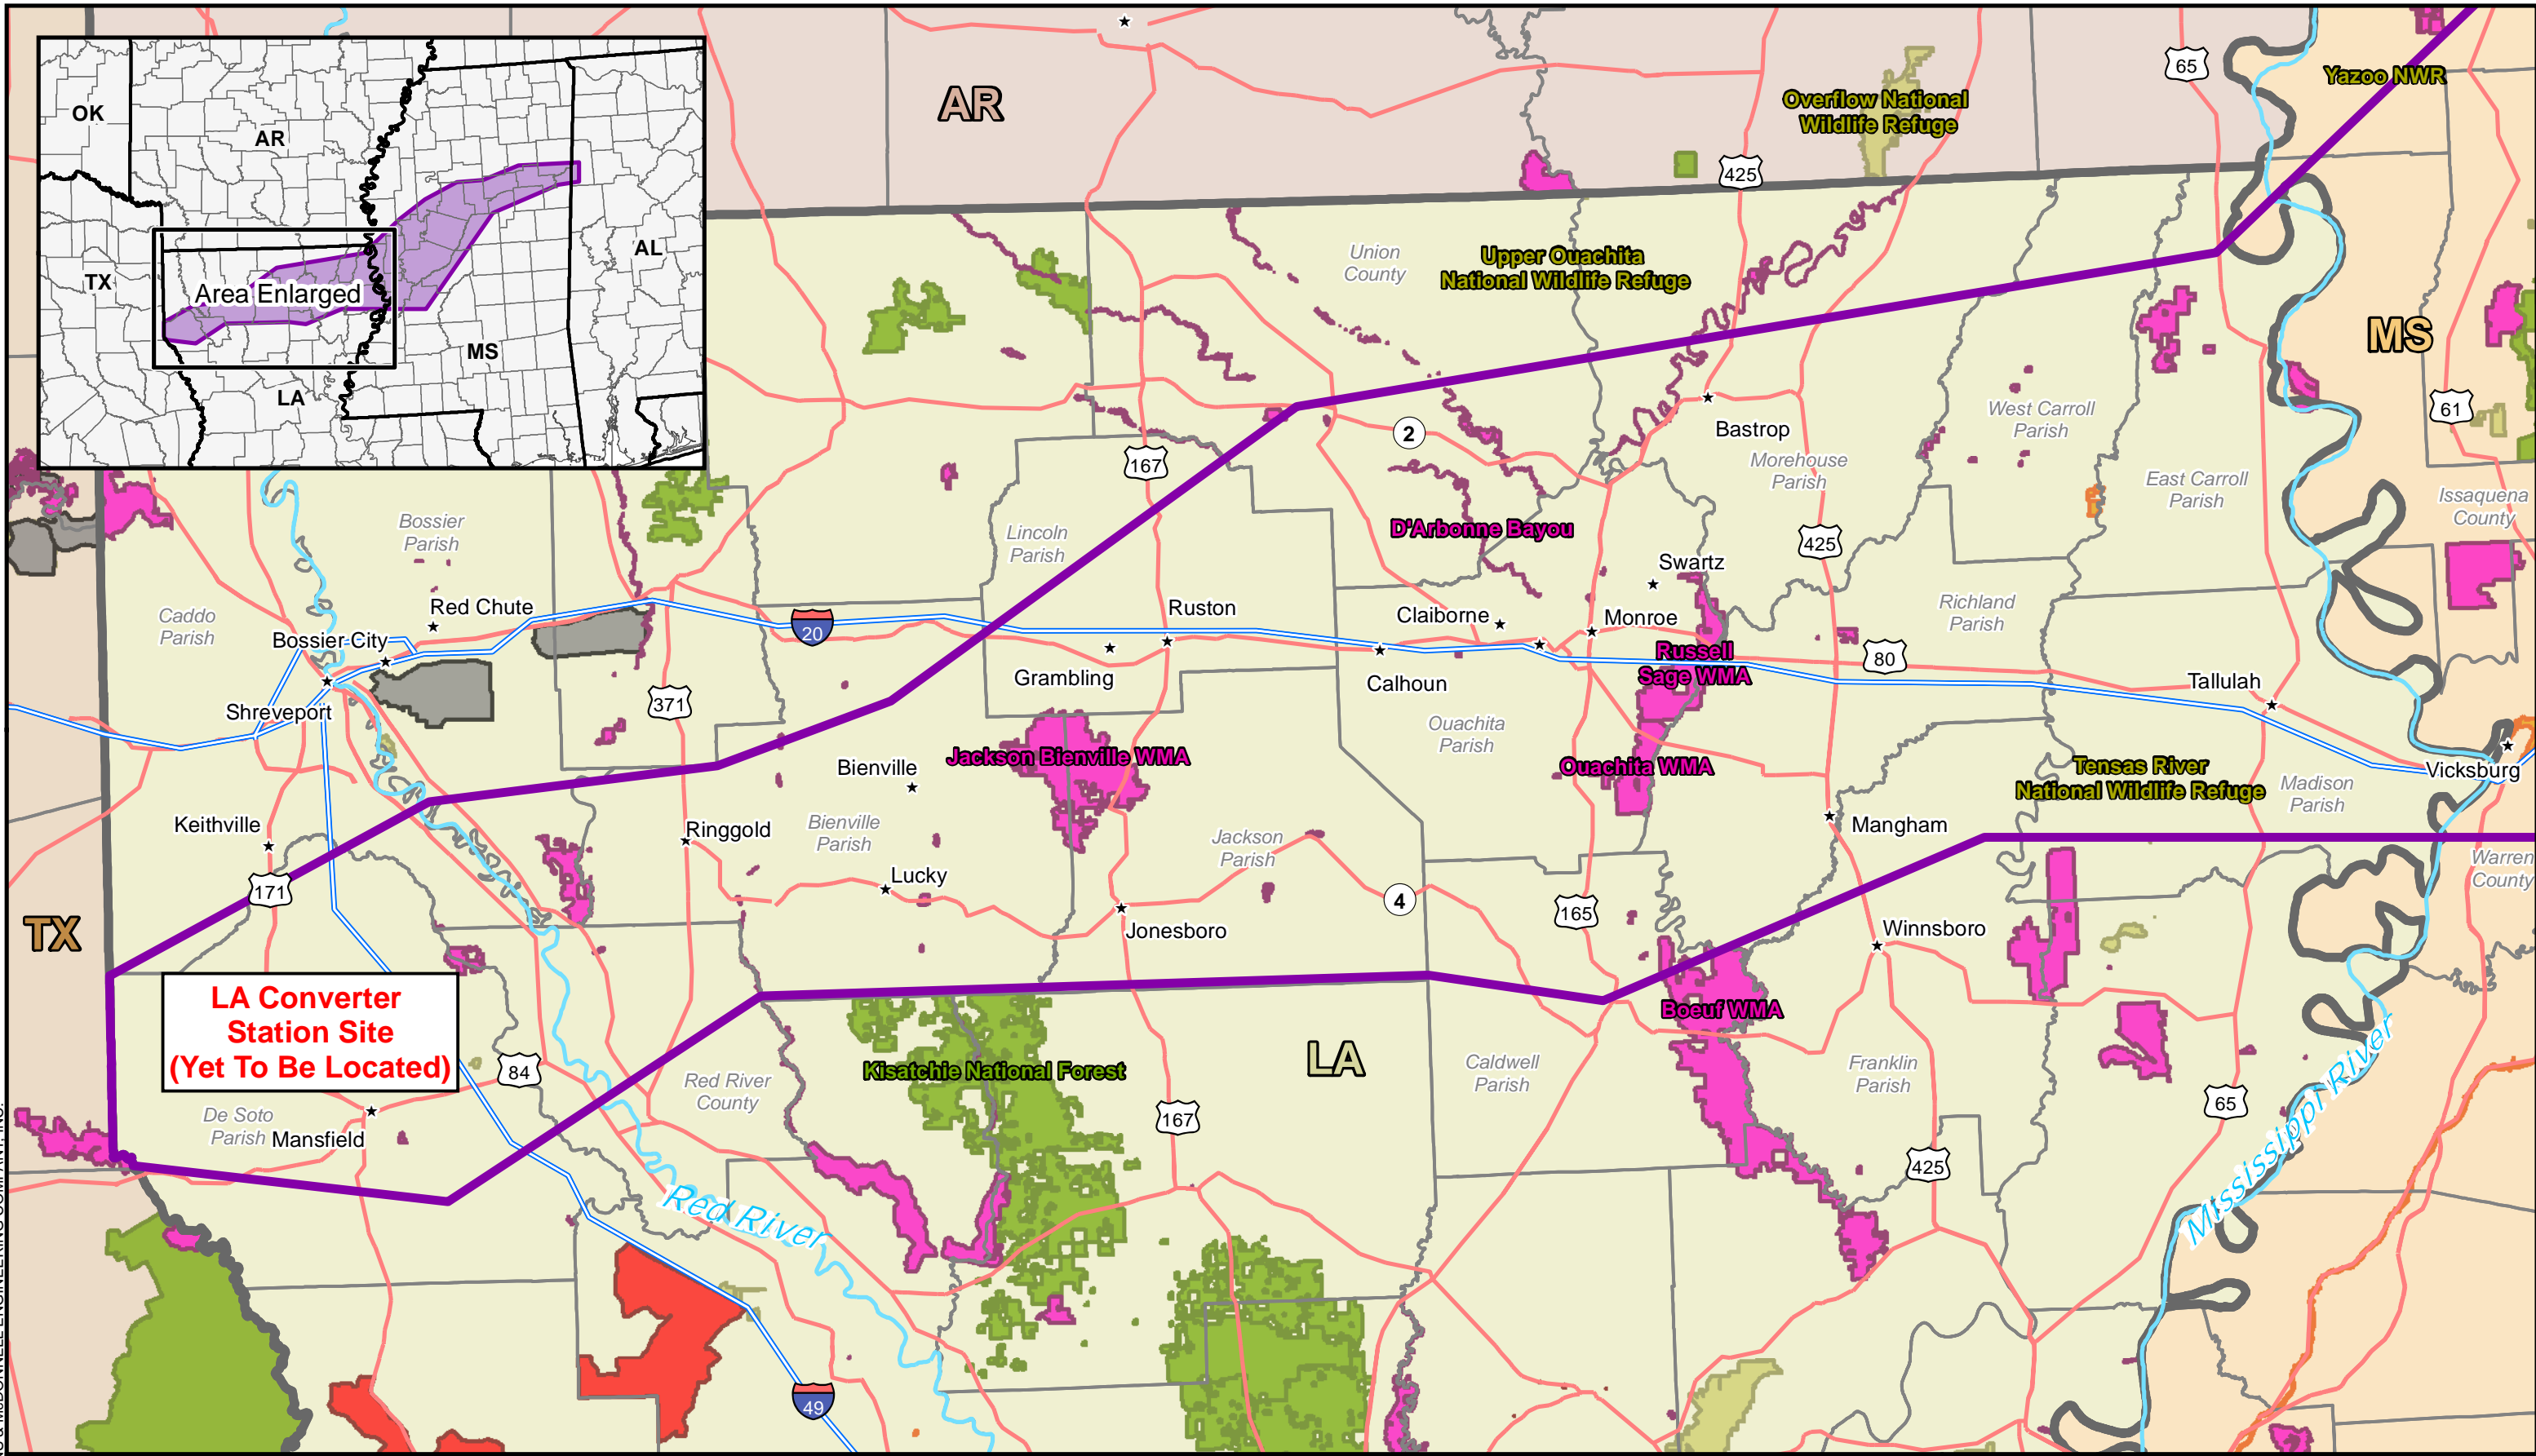 OK
AR
TX
Area Enlarged
AL
MS
LA
AR
65
Yazoo NWR
Overflow National
Wildlife Refuge
425
Union
County
Upper Ouachita
National Wildlife Refuge
MS
2
167
Bastrop
Morehouse
Parish
West Carroll
Parish
61
East Carroll
Parish
Issaquena
County
Bossier
Parish
Lincoln
Parish
D'Arbonne Bayou
425
Swartz
Caddo
Parish
Red Chute
Bossier City
20
Ruston
Claiborne
Monroe
Richland
Parish
Russell
Sage WMA
80
Grambling
Calhoun
Tallulah
Shreveport
371
Ouachita
Parish
Jackson Bienville WMA
Bienville
Ouachita WMA
Tensas River
National Wildlife Refuge
Madison
Parish
Vicksburg
Keithville
Ringgold
Bienville
Parish
Jackson
Parish
Mangham
Warren
County
171
Lucky
4
165
TX
Jonesboro
Winnsboro
LA Converter
Station Site
(Yet To Be Located)
Boeuf WMA
84
Kisatchie National Forest
LA
Red River
County
Caldwell
Parish
Franklin
Parish
De Soto
Parish
Mansfield
167
65
425
Mississippi River
Red River
49